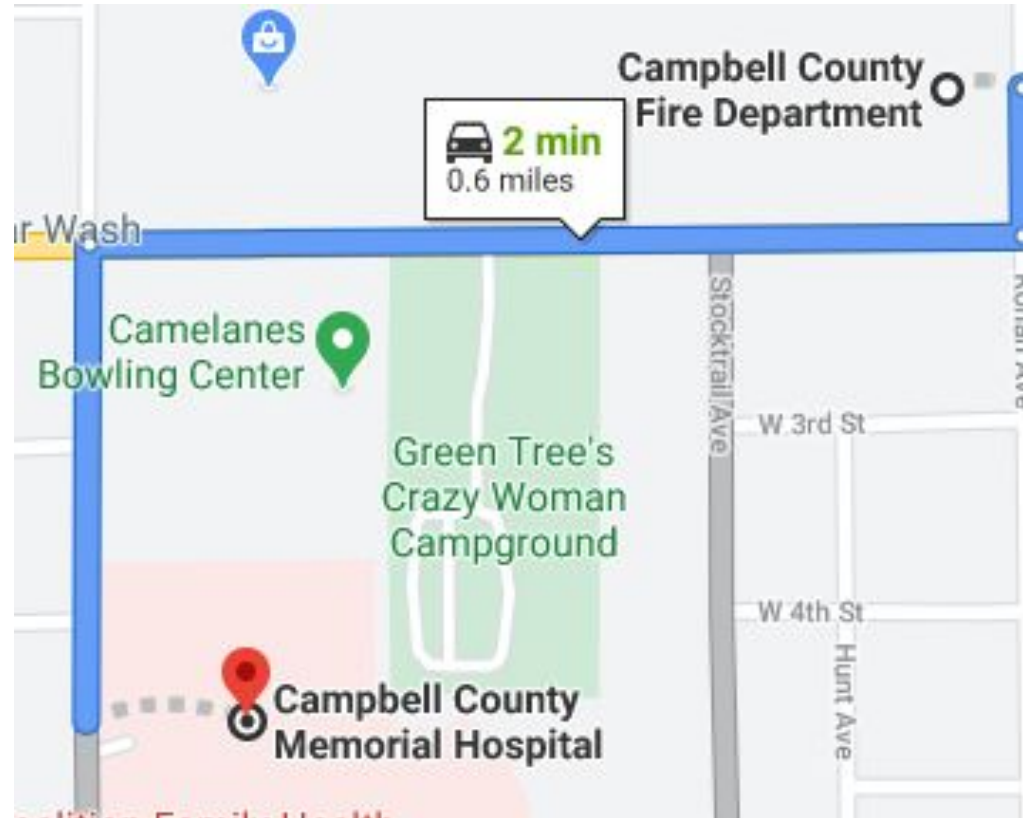 Campbell County
Fire Department
2 min
0.6 miles
Wash
Camelanes
Bowling Center
Stocktrail Ave
W 3rd St
Green Tree's
Crazy Woman
Campground
W 4th St
Hunt Ave
Campbell County
Memorial Hospital